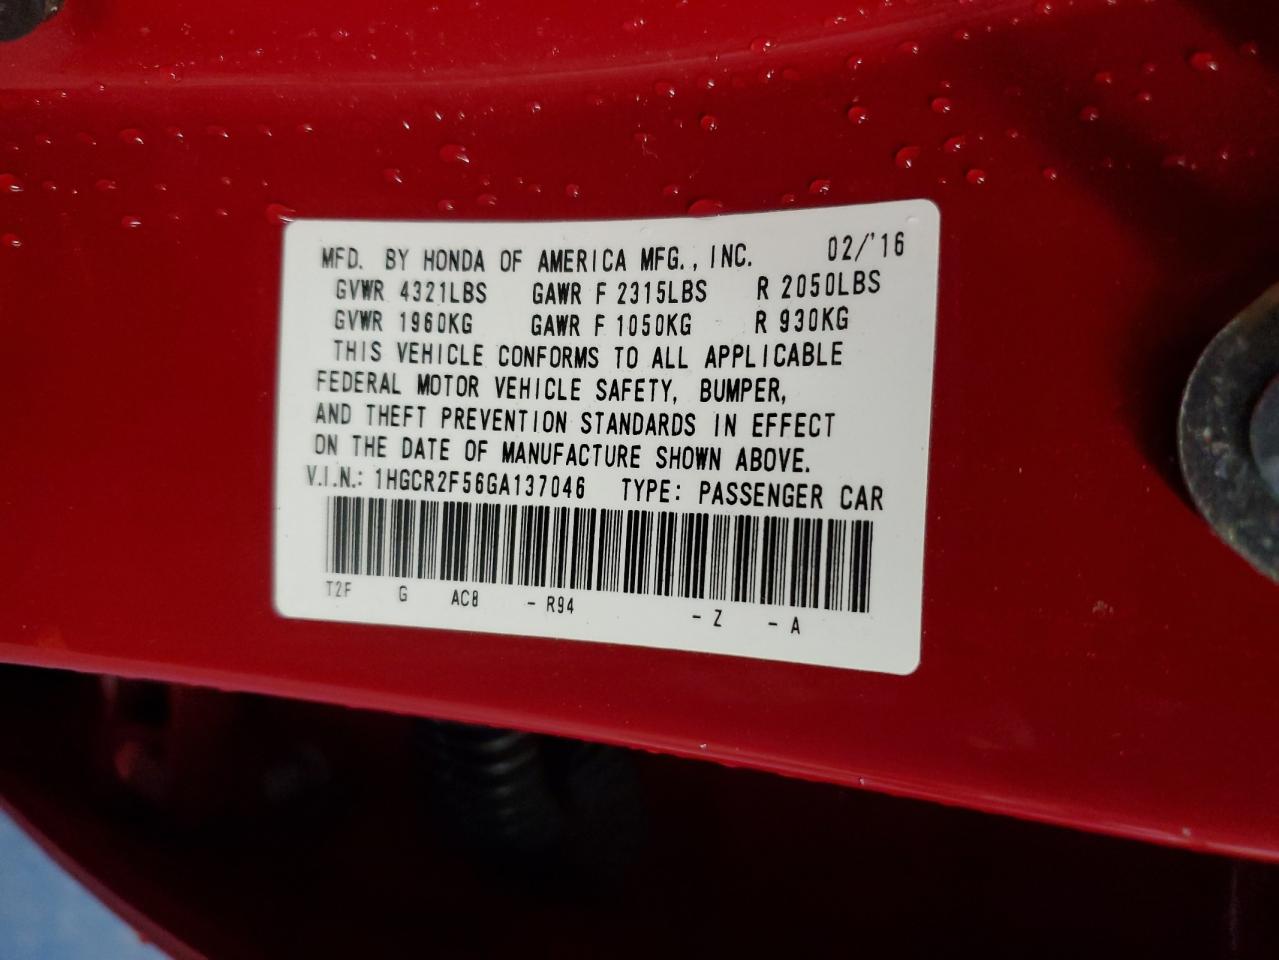 MFD. BY HONDA OF AMERICA MFG., INC. 02/'16
GVWR 4321LBS GAWR F 2315LBS R 2050LBS
GVWR 1960KG GAWR F 1050KG R 930KG
THIS VEHICLE CONFORMS TO ALL APPLICABLE
FEDERAL MOTOR VEHICLE SAFETY, BUMPER,
AND THEFT PREVENTION STANDARDS IN EFFECT
ON THE DATE OF MANUFACTURE SHOWN ABOVE.
V.I.N.: 1HGCR2F56GA137046 TYPE: PASSENGER CAR
T2F G AC8 - R94 - Z - A